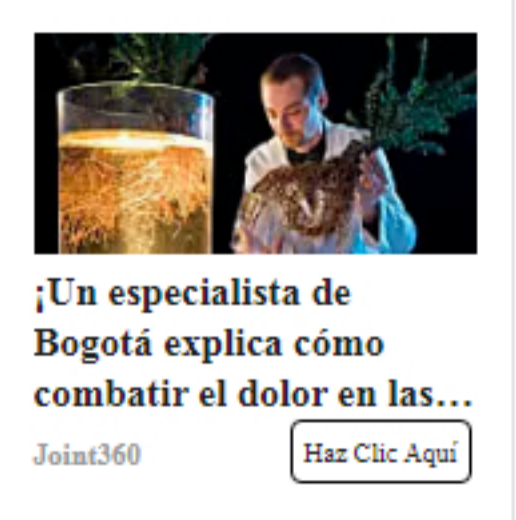 ¡Un especialista de
Bogotá explica cómo
combatir el dolor en las...
Joint360
Haz Clic Aquí